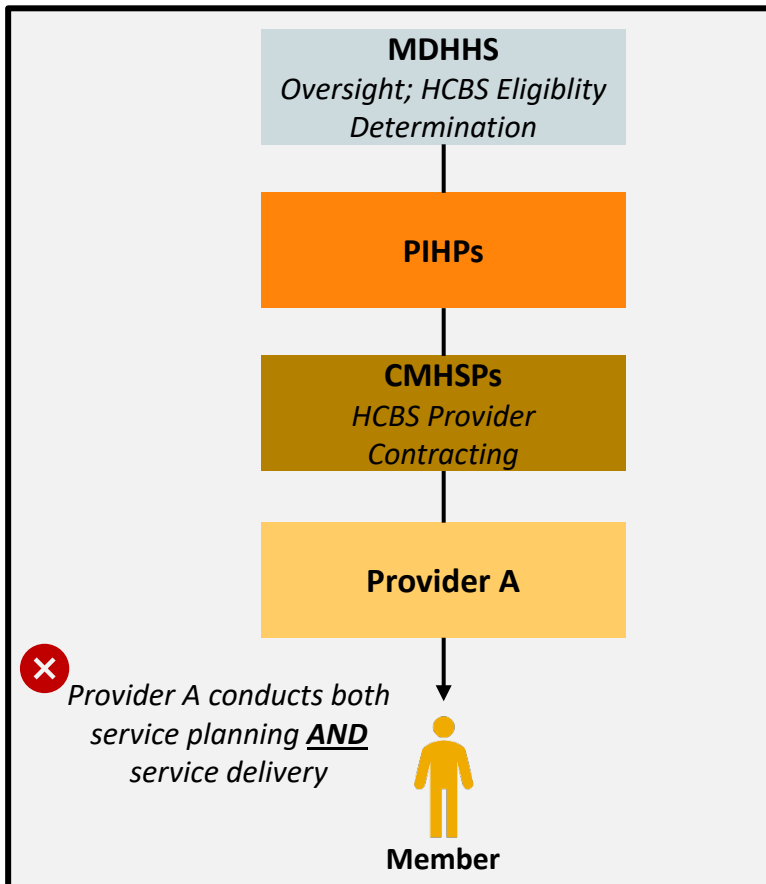 MDHHS
Oversight; HCBS Eligiblity
Determination
PIHPs
CMHSPs
HCBS Provider
Contracting
Provider A
Provider A conducts both
service planning AND
service delivery
Member